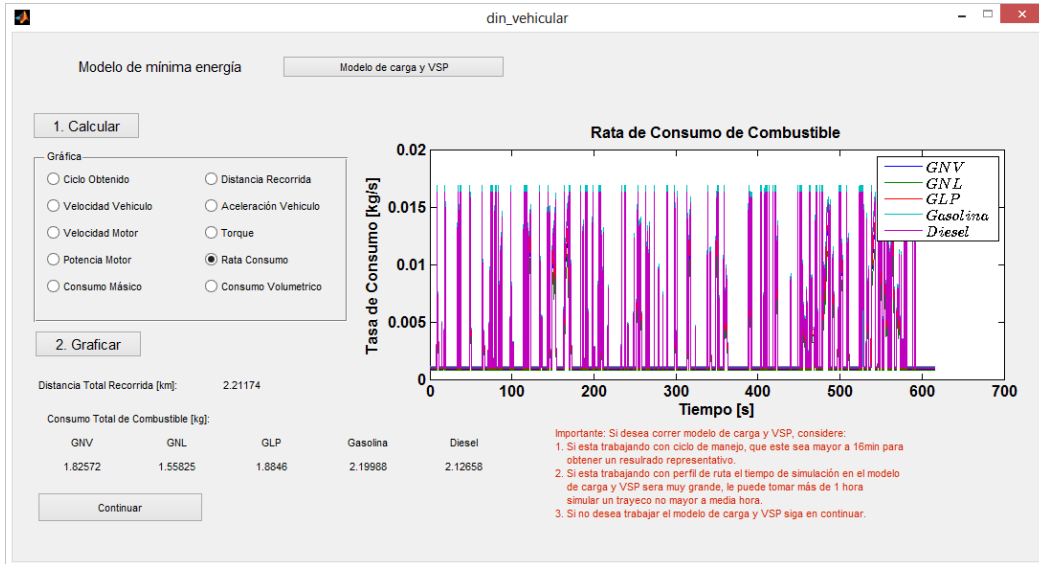 din_vehicular
Modelo de mínima energía
Modelo de carga y VSP
1. Calcular
Gráfica
Ciclo Obtenido
Distancia Recorrida
Velocidad Vehiculo
Aceleración Vehiculo
Velocidad Motor
Torque
Potencia Motor
Rata Consumo
Consumo Másico
Consumo Volumetrico
2. Graficar
Distancia Total Recorrida [km]: 2.21174
Consumo Total de Combustible [kg]:
GNV GNL GLP Gasolina Diesel
1.82572 1.55825 1.8846 2.19988 2.12658
Continuar
Rata de Consumo de Combustible
Tasa de Consumo [kg/s]
0.02
0.015
0.01
0.005
0
0 100 200 300 400 500 600 700
Tiempo [s]
GNV
GNL
GLP
Gasolina
Diesel
Importante: Si desea correr modelo de carga y VSP, considere:
1. Si esta trabajando con ciclo de manejo, que este sea mayor a 16min para
obtener un resulrado representativo.
2. Si esta trabajando con perfil de ruta el tiempo de simulación en el modelo
de carga y VSP sera muy grande, le puede tomar más de 1 hora
simular un trayeco no mayor a media hora.
3. Si no desea trabajar el modelo de carga y VSP siga en continuar.